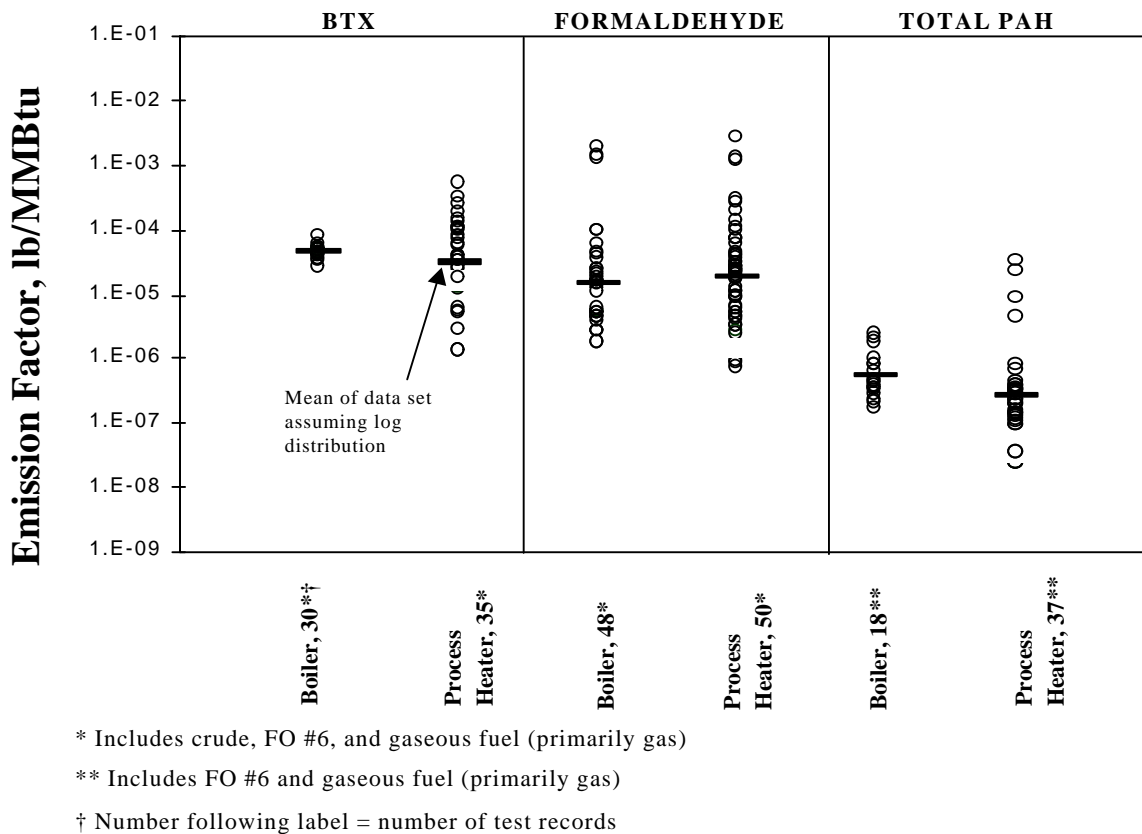 BTX FORMALDEHYDE TOTAL PAH
Emission Factor, lb/MMBtu
1.E-01
1.E-02
1.E-03
1.E-04
1.E-05
1.E-06
1.E-07
1.E-08
1.E-09
Mean of data set
assuming log
distribution
Boiler, 30*†
Process
Heater, 35*
Boiler, 48*
Process
Heater, 50*
Boiler, 18**
Process
Heater, 37**
* Includes crude, FO #6, and gaseous fuel (primarily gas)
** Includes FO #6 and gaseous fuel (primarily gas)
† Number following label = number of test records